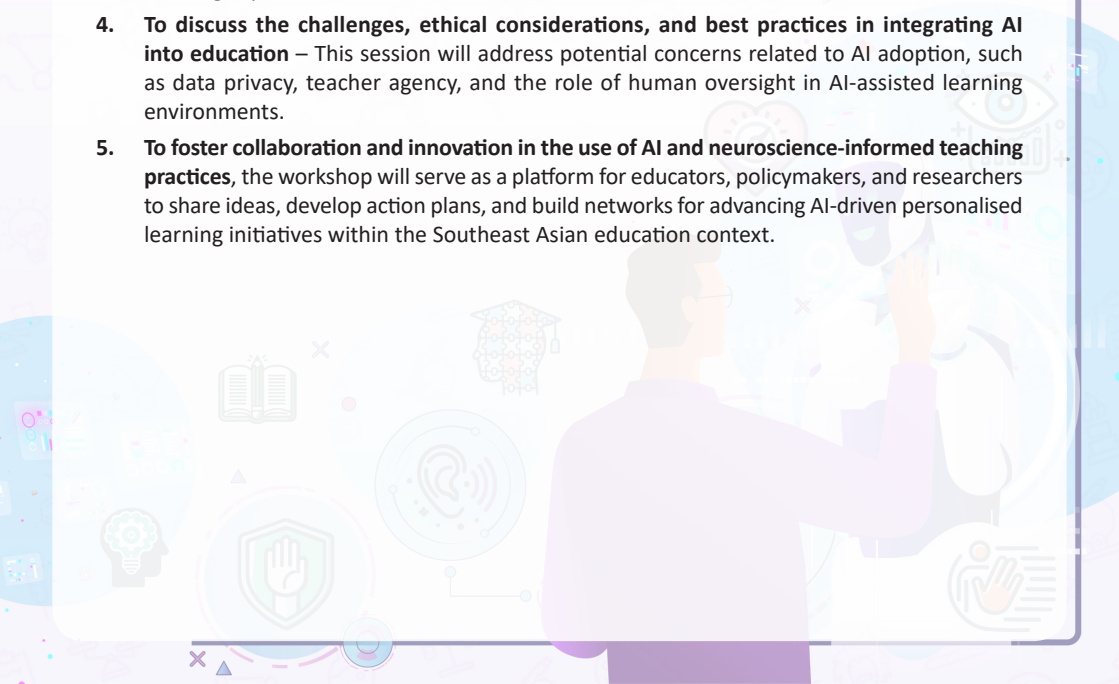 4. To discuss the challenges, ethical considerations, and best practices in integrating AI
into education – This session will address potential concerns related to AI adoption, such
as data privacy, teacher agency, and the role of human oversight in AI-assisted learning
environments.
5. To foster collaboration and innovation in the use of AI and neuroscience-informed teaching
practices, the workshop will serve as a platform for educators, policymakers, and researchers
to share ideas, develop action plans, and build networks for advancing AI-driven personalised
learning initiatives within the Southeast Asian education context.